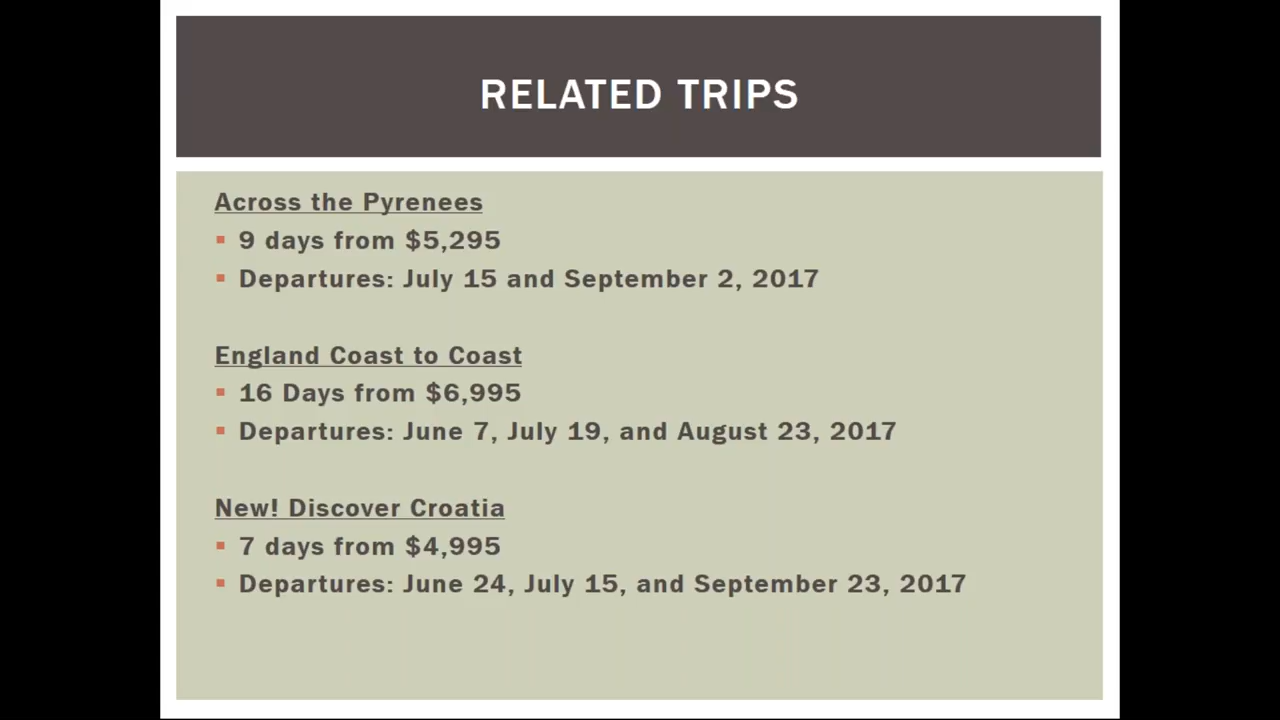 RELATED TRIPS
Across the Pyrenees
▪ 9 days from $5,295
▪ Departures: July 15 and September 2, 2017
England Coast to Coast
▪ 16 Days from $6,995
▪ Departures: June 7, July 19, and August 23, 2017
New! Discover Croatia
▪ 7 days from $4,995
▪ Departures: June 24, July 15, and September 23, 2017